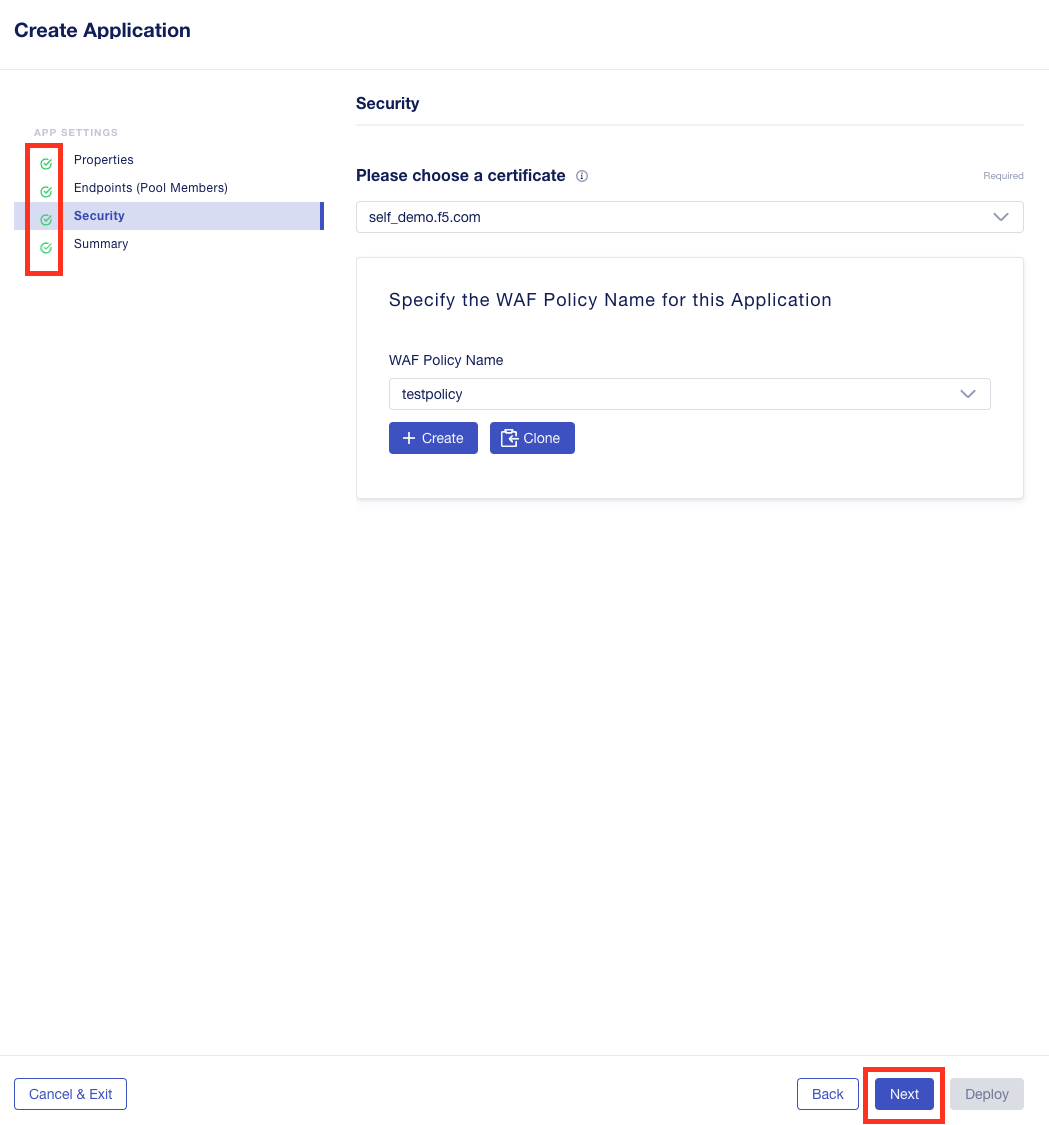 Create Application
APP SETTINGS
Properties
Endpoints (Pool Members)
Security
Summary
Security
Please choose a certificate
Required
self_demo.f5.com
Specify the WAF Policy Name for this Application
WAF Policy Name
testpolicy
Create
Clone
Cancel & Exit
Back
Next
Deploy